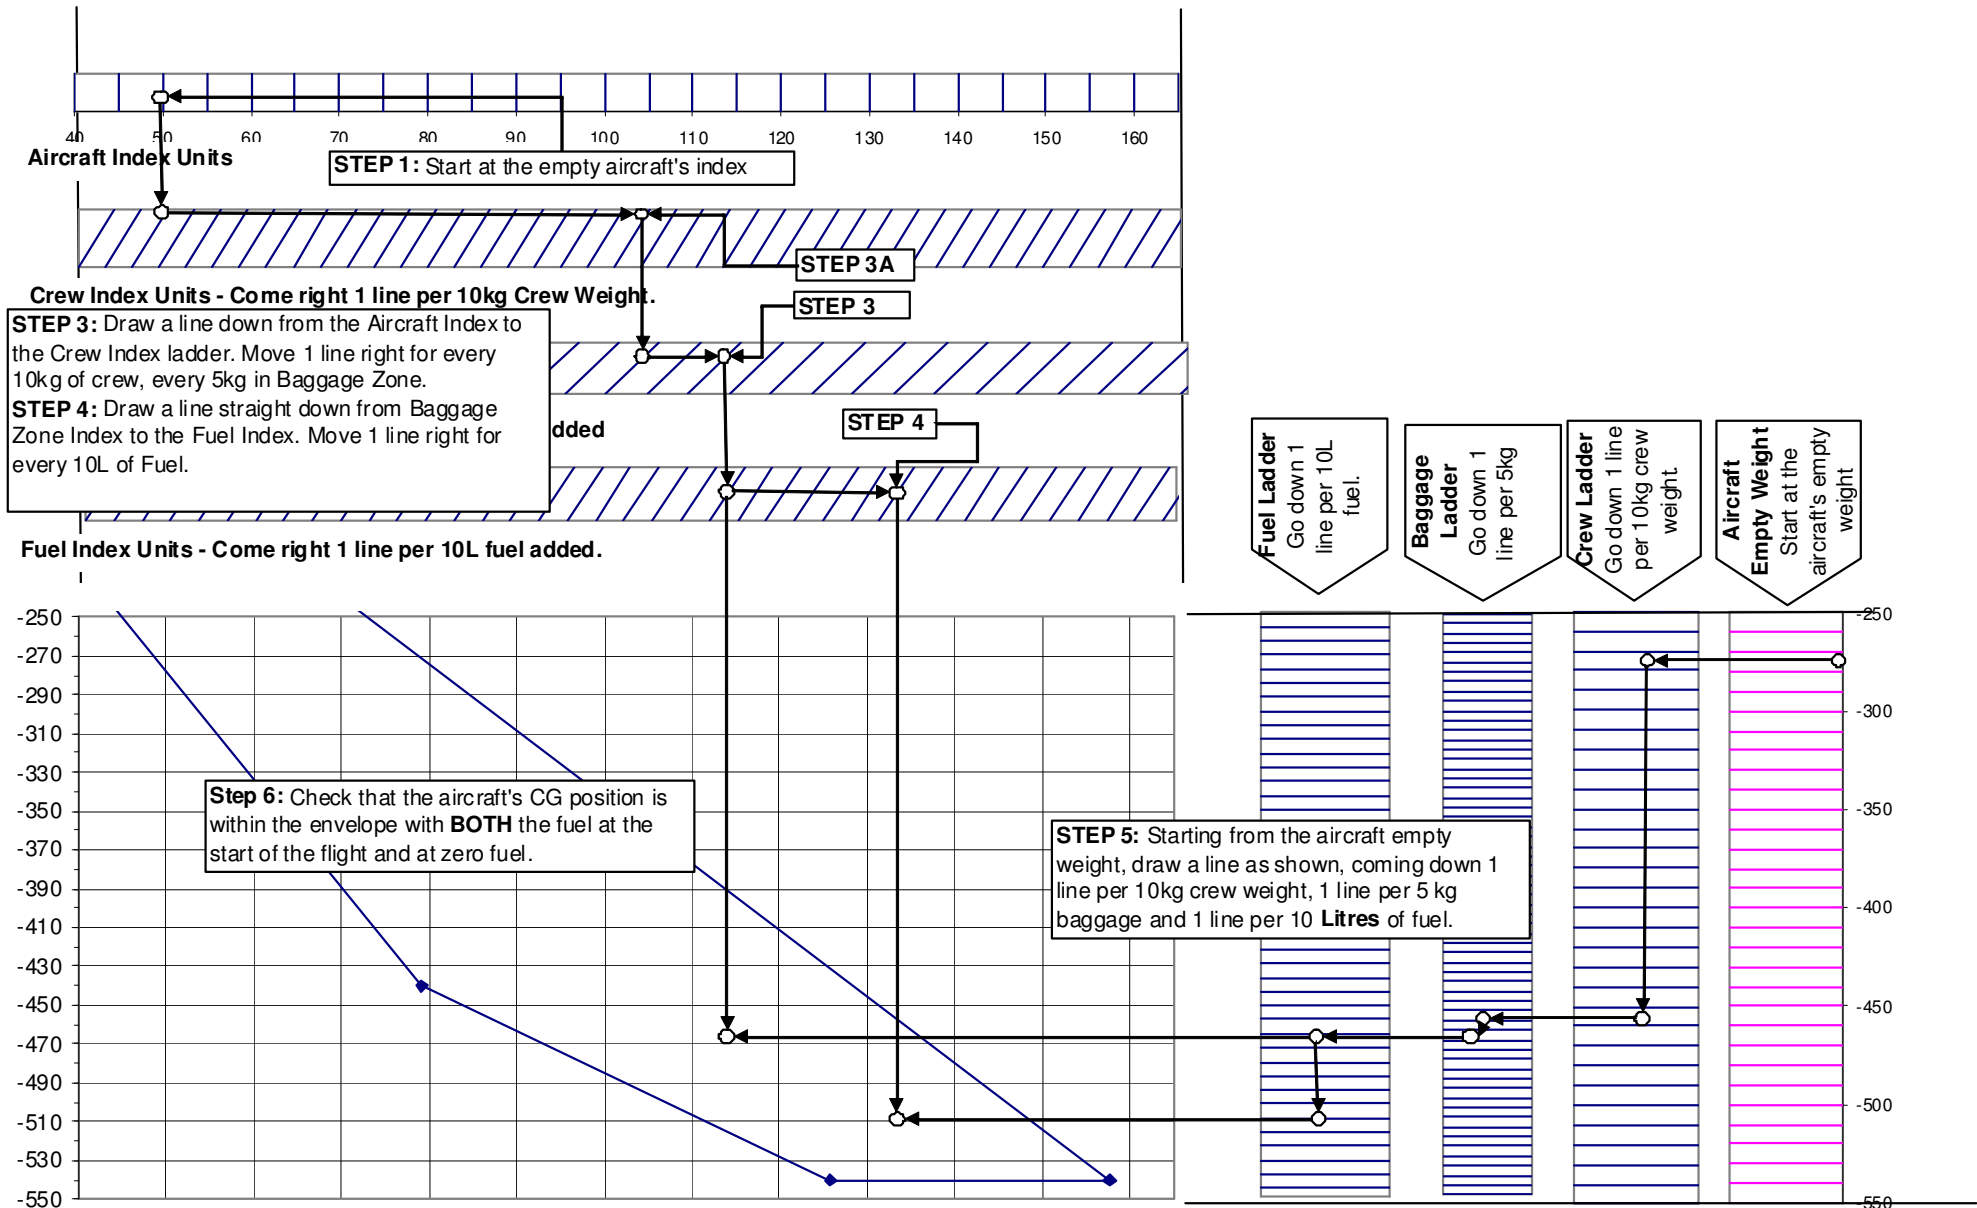 40 50 60 70 80 90 100 110 120 130 140 150 160
Aircraft Index Units
STEP 1: Start at the empty aircraft's index
STEP 3A
Crew Index Units - Come right 1 line per 10kg Crew Weight.
STEP 3
STEP 3: Draw a line down from the Aircraft Index to
the Crew Index ladder. Move 1 line right for every
10kg of crew, every 5kg in Baggage Zone.
STEP 4: Draw a line straight down from Baggage
Zone Index to the Fuel Index. Move 1 line right for
every 10L of Fuel.
dded
STEP 4
Fuel Index Units - Come right 1 line per 10L fuel added.
Fuel Ladder
Go down 1
line per 10L
fuel.
Baggage
Ladder
Go down 1
line per 5kg
Crew Ladder
Go down 1 line
per 10kg crew
weight.
Aircraft
Empty Weight
Start at the
aircraft's empty
weight
-250
-270
-290
-310
-330
-350
-370
-390
-410
-430
-450
-470
-490
-510
-530
-550
Step 6: Check that the aircraft's CG position is
within the envelope with BOTH the fuel at the
start of the flight and at zero fuel.
STEP 5: Starting from the aircraft empty
weight, draw a line as shown, coming down 1
line per 10kg crew weight, 1 line per 5 kg
baggage and 1 line per 10 Litres of fuel.
-250
-300
-350
-400
-450
-500
-550